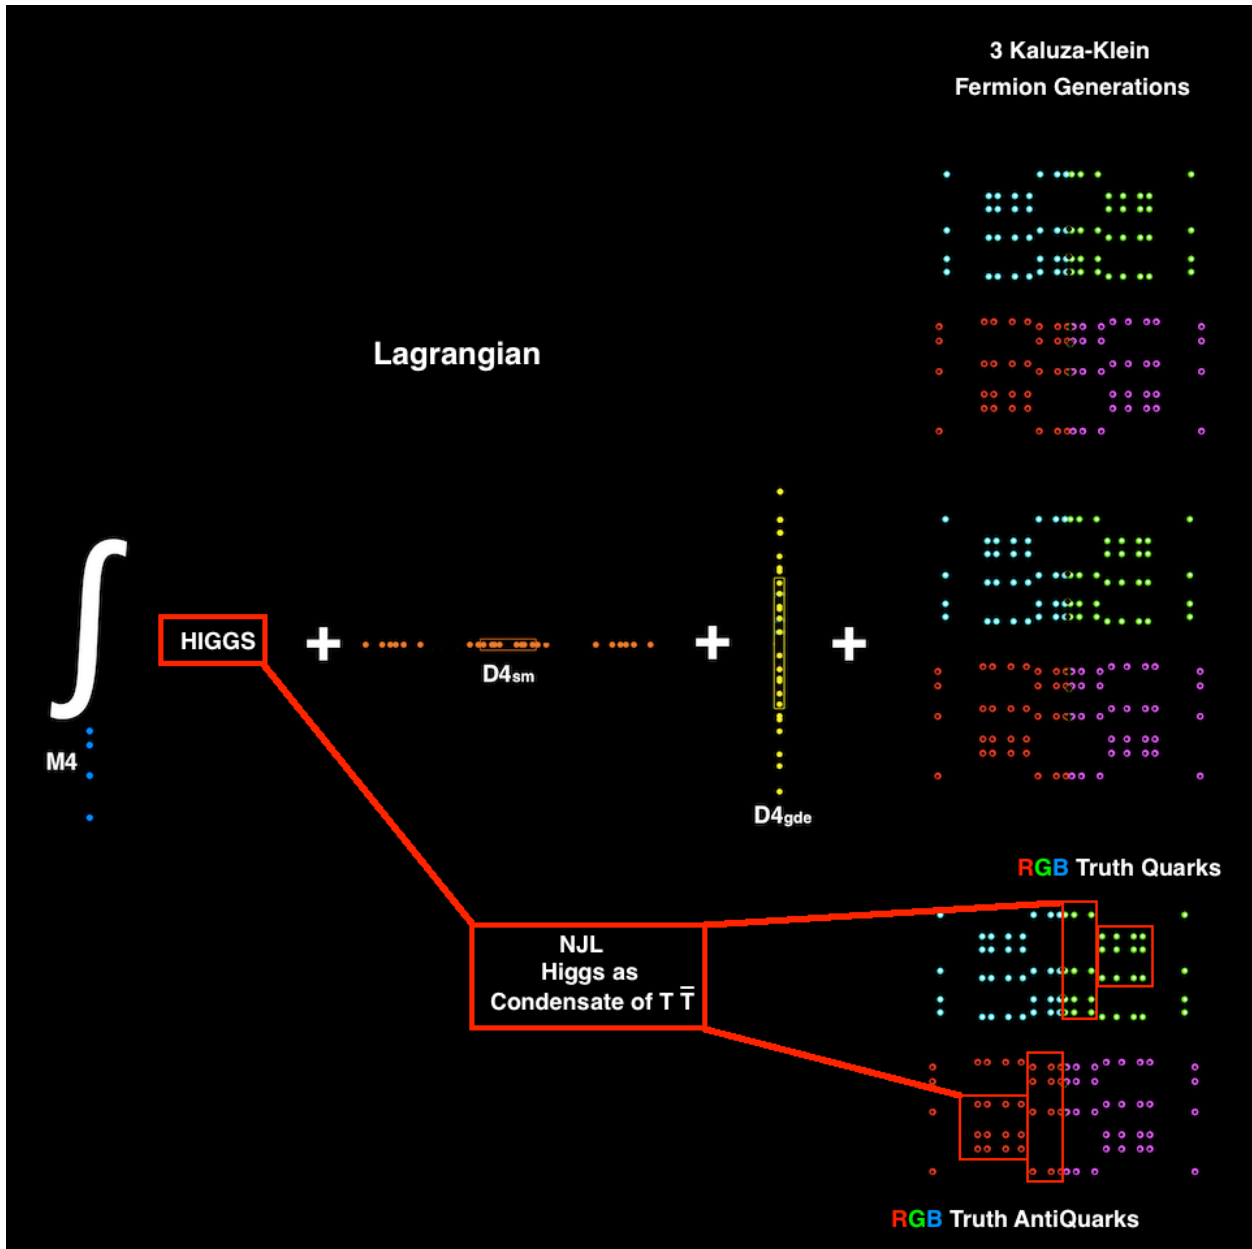 3 Kaluza-Klein
Fermion Generations
Lagrangian
∫
HIGGS
+
+
+
D4sm
M4
D4gde
RGB Truth Quarks
NJL
Higgs as
Condensate of T T̅
RGB Truth AntiQuarks